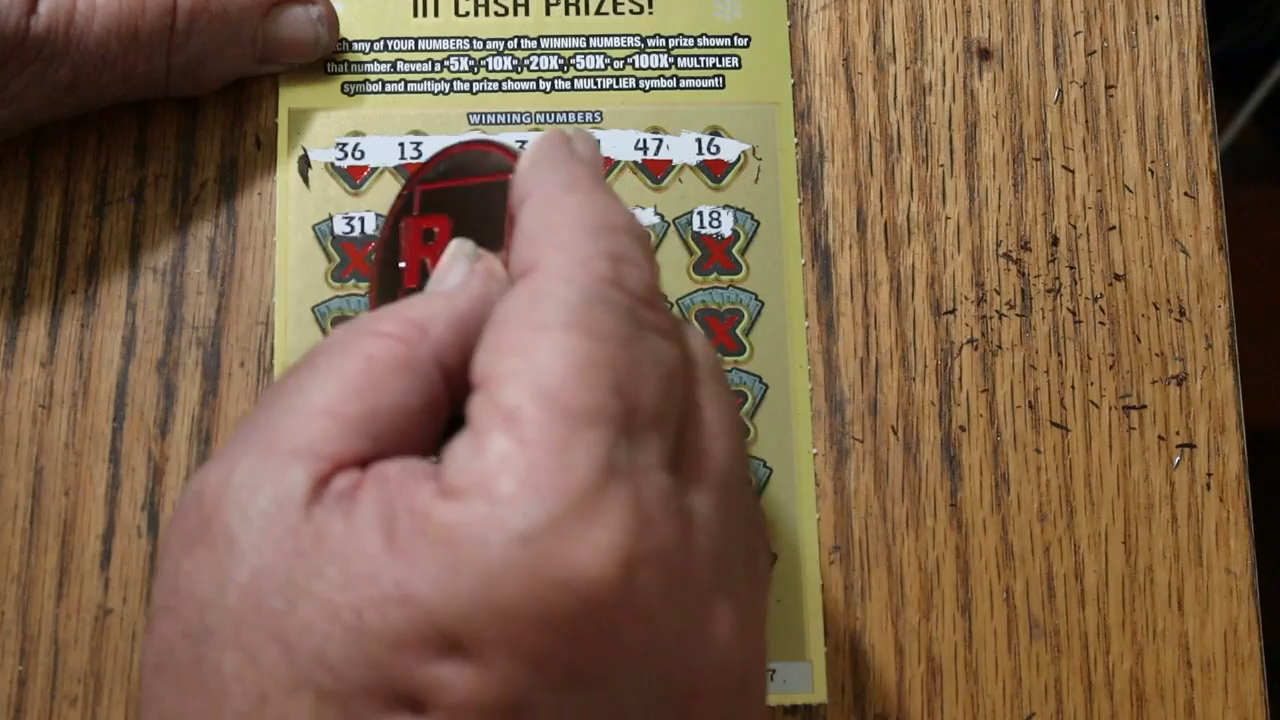 IN CASH PRIZES!
any of YOUR NUMBERS to any of the WINNING NUMBERS, win prize shown for
that number. Reveal a "5X", "10X", "20X", "50X" or "100X" MULTIPLIER
symbol and multiply the prize shown by the MULTIPLIER symbol amount!
WINNING NUMBERS
36 13 47 16
31 18
X X
R
X
7